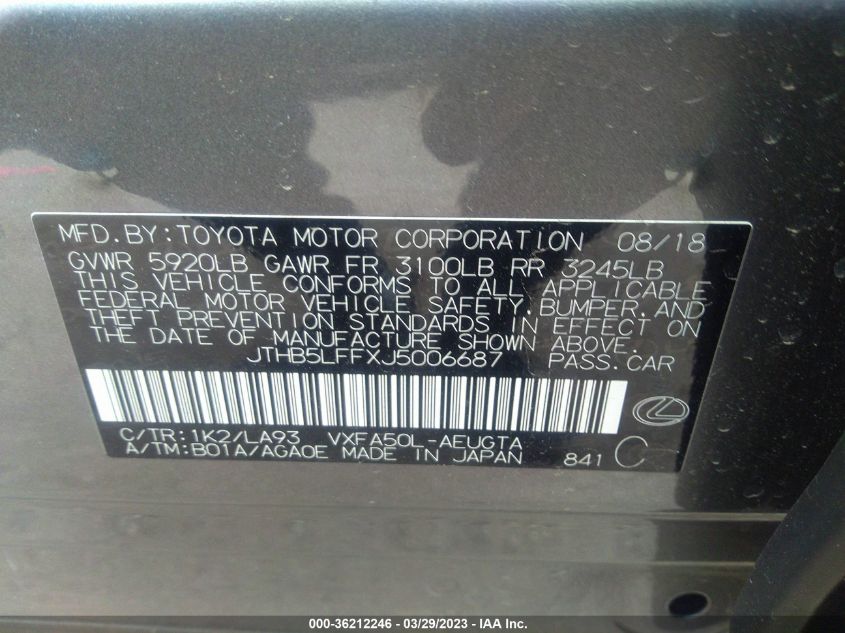 MFD.BY:TOYOTA MOTOR CORPORATION 08/18
GVWR 5920LB GAWR FR 3100LB RR 3245LB
THIS VEHICLE CONFORMS TO ALL APPLICABLE
FEDERAL MOTOR VEHICLE SAFETY,BUMPER,AND
THEFT PREVENTION STANDARDS IN EFFECT ON
THE DATE OF MANUFACTURE SHOWN ABOVE.
JTHB5LFFXJ5006687 PASS.CAR
C/TR:1K2/LA93 VXFA50L-AEUGTA
A/TM:B01A/AGA0E MADE IN JAPAN 841 C
000-36212246 - 03/29/2023 - © IAA Inc.